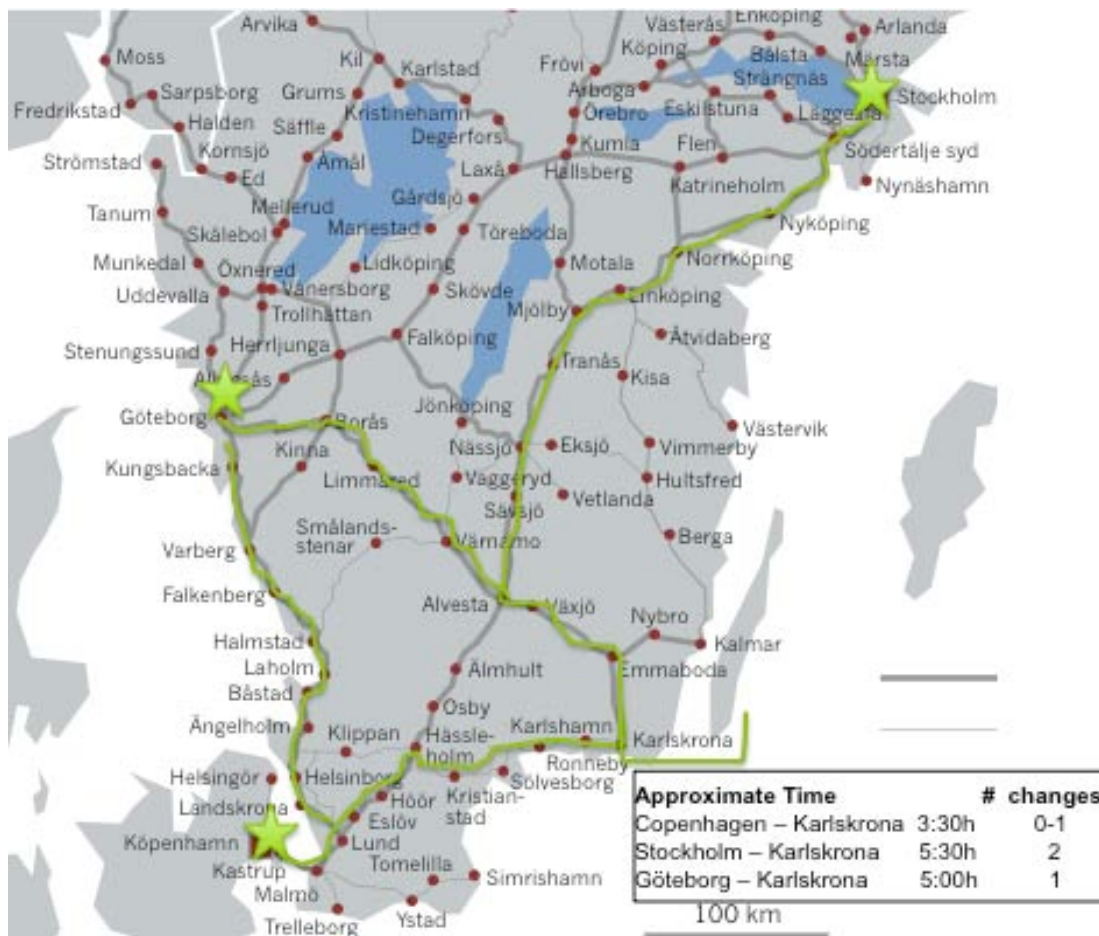 Arvika
Västerås
Enköping
Arlanda
Köping
Bålsta
Märsta
Moss
Kil
Karlstad
Frövi
Strängnäs
Arboga
Stockholm
Sarpsborg
Grums
Kristinehamn
Örebro
Eskilstuna
Läggesta
Fredrikstad
Halden
Säffle
Degerfors
Kumla
Flen
Södertälje syd
Strömstad
Kornsjö
Åmål
Laxå
Hallsberg
Katrineholm
Nynäshamn
Ed
Gårdsjö
Tanum
Mellerud
Skålebol
Mariestad
Töreboda
Nyköping
Munkedal
Öxnered
Lidköping
Motala
Norrköping
Uddevalla
Vänersborg
Skövde
Linköping
Trollhättan
Mjölby
Stenungssund
Herrljunga
Falköping
Åtvidaberg
Tranås
Alingsås
Kisa
Göteborg
Borås
Jönköping
Västervik
Kinna
Nässjö
Eksjö
Vimmerby
Kungsbacka
Limmared
Vaggeryd
Hultsfred
Sävsjö
Vetlanda
Smålands-
stenar
Värnamo
Berga
Varberg
Falkenberg
Alvesta
Växjö
Nybro
Halmstad
Kalmar
Laholm
Älmhult
Emmaboda
Båstad
Osby
Ängelholm
Klippan
Hässle-
holm
Karlshamn
Karlskrona
Ronneby
Helsingör
Helsinborg
Sölvesborg
Landskrona
Höör
Kristian-
stad
Eslöv
Köpenhamn
Lund
Kastrup
Tomelilla
Malmö
Simrishamn
Trelleborg
Ystad
Approximate Time # changes
Copenhagen – Karlskrona 3:30h 0-1
Stockholm – Karlskrona 5:30h 2
Göteborg – Karlskrona 5:00h 1
100 km